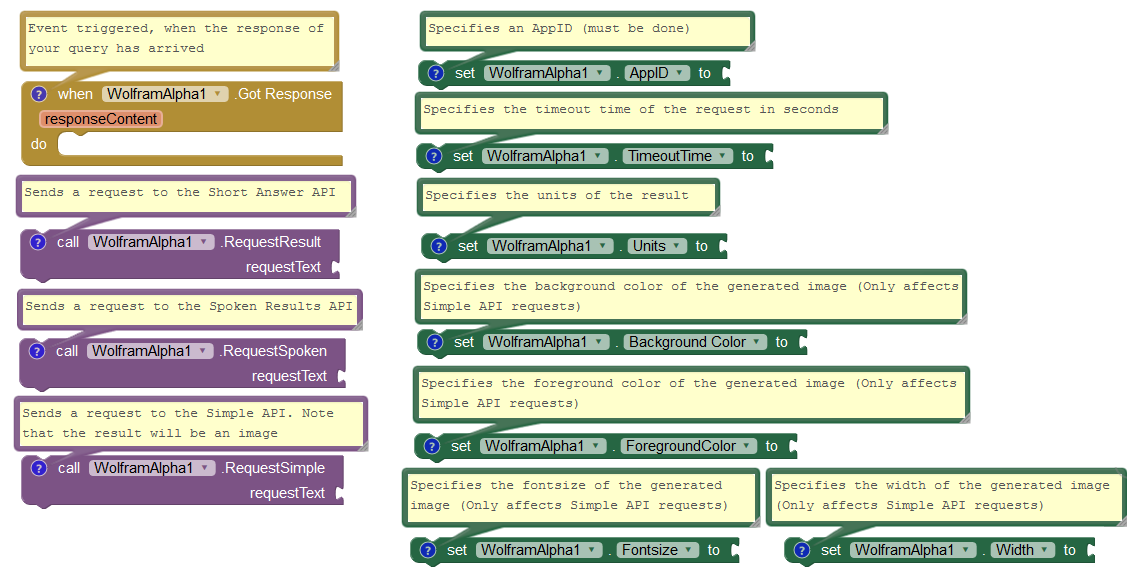 Event triggered, when the response of
your query has arrived
? when WolframAlpha1 .Got Response
responseContent
do
Sends a request to the Short Answer API
? call WolframAlpha1 .RequestResult
requestText
Sends a request to the Spoken Results API
? call WolframAlpha1 .RequestSpoken
requestText
Sends a request to the Simple API. Note
that the result will be an image
? call WolframAlpha1 .RequestSimple
requestText
Specifies an AppID (must be done)
? set WolframAlpha1 . AppID to
Specifies the timeout time of the request in seconds
? set WolframAlpha1 . TimeoutTime to
Specifies the units of the result
? set WolframAlpha1 . Units to
Specifies the background color of the generated image (Only affects
Simple API requests)
? set WolframAlpha1 . Background Color to
Specifies the foreground color of the generated image (Only affects
Simple API requests)
? set WolframAlpha1 . ForegroundColor to
Specifies the fontsize of the generated
image (Only affects Simple API requests)
? set WolframAlpha1 . Fontsize to
Specifies the width of the generated image
(Only affects Simple API requests)
? set WolframAlpha1 . Width to